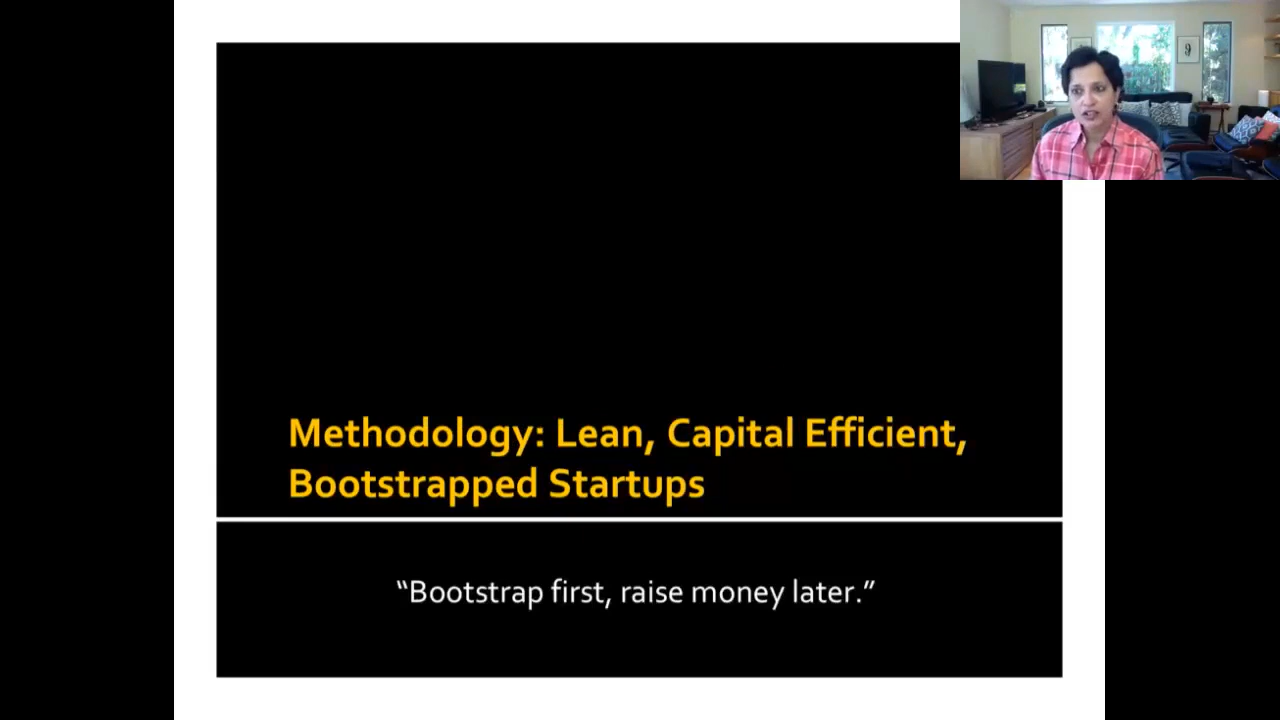 Methodology: Lean, Capital Efficient,
Bootstrapped Startups
“Bootstrap first, raise money later.”